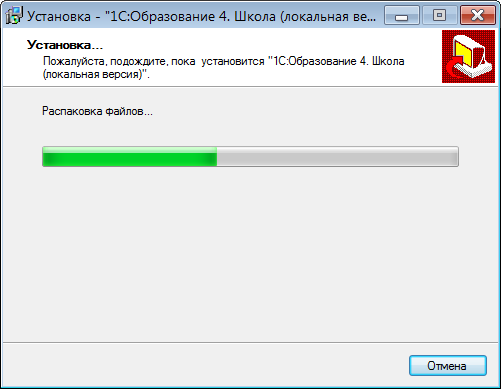 Установка - "1С:Образование 4. Школа (локальная ве...
Установка...
Пожалуйста, подождите, пока установится "1С:Образование 4. Школа
(локальная версия)".
Распаковка файлов...
Отмена